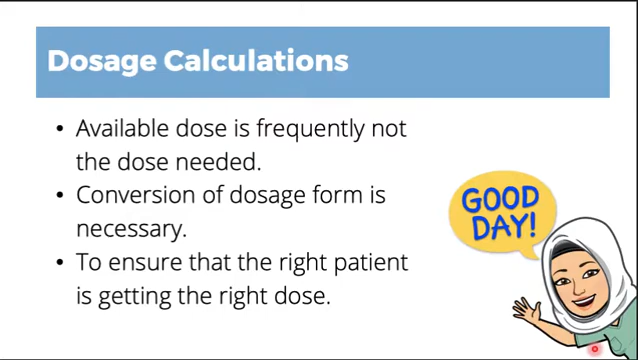 Dosage Calculations
• Available dose is frequently not
the dose needed.
• Conversion of dosage form is
necessary.
• To ensure that the right patient
is getting the right dose.
GOOD
DAY!